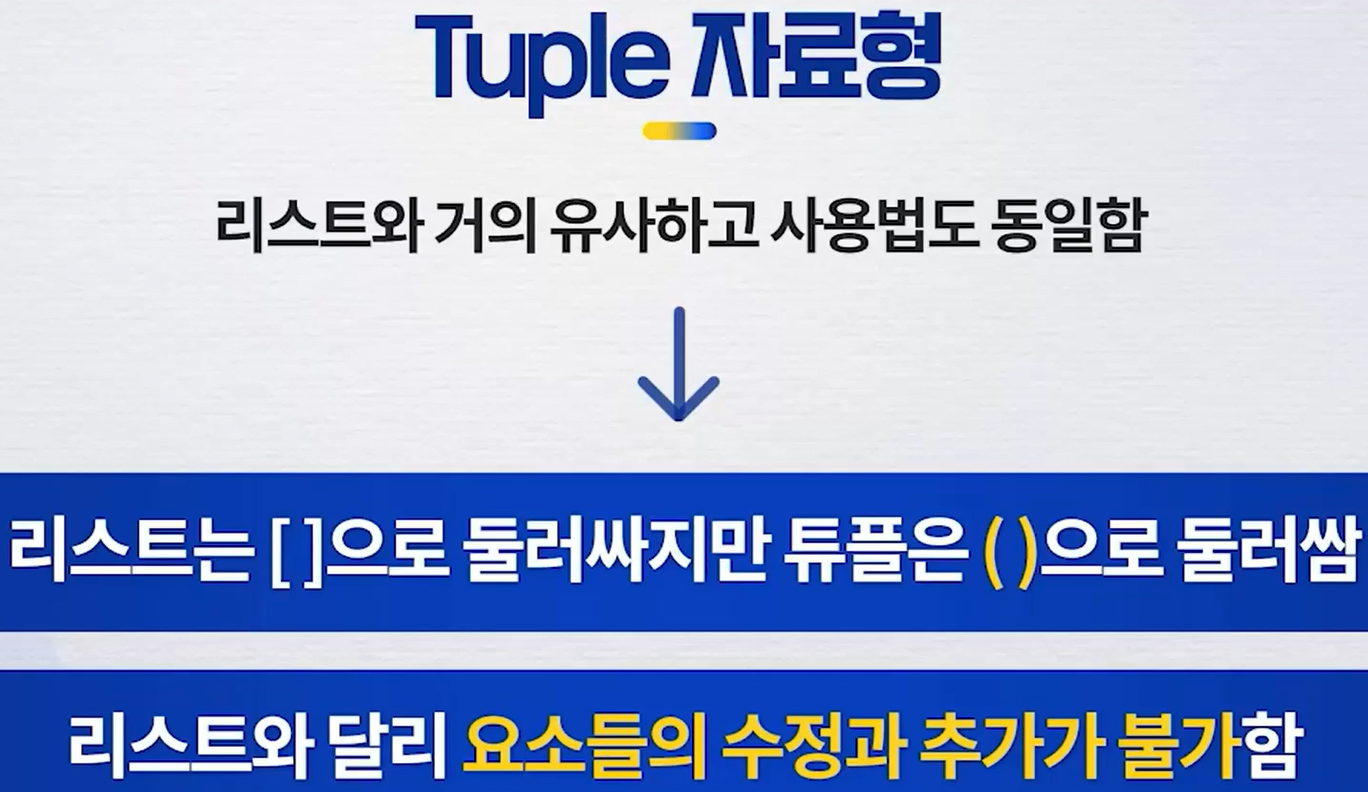 Tuple 자료형
리스트와 거의 유사하고 사용법도 동일함
리스트는 [ ]으로 둘러싸지만 튜플은 ( )으로 둘러쌈
리스트와 달리 요소들의 수정과 추가가 불가함